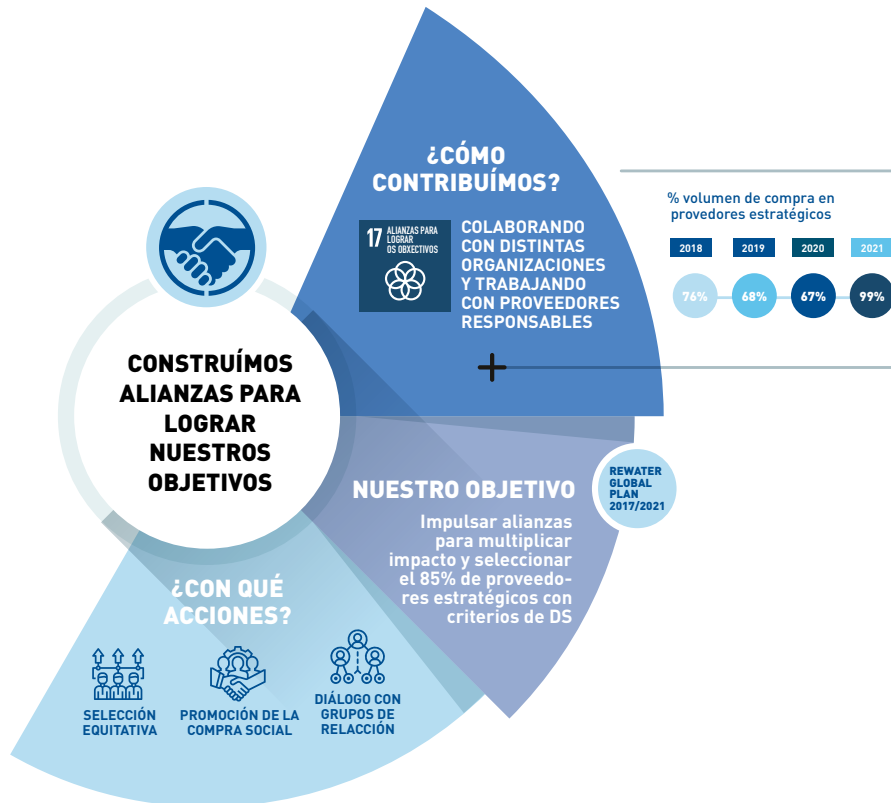 ¿CÓMO
CONTRIBUÍMOS?
17 ALIANZAS PARA
LOGRAR
OS OBXECTIVOS
COLABORANDO
CON DISTINTAS
ORGANIZACIONES
Y TRABAJANDO
CON PROVEEDORES
RESPONSABLES
% volumen de compra en
provedores estratégicos
2018 2019 2020 2021
76% 68% 67% 99%
CONSTRUÍMOS
ALIANZAS PARA
LOGRAR
NUESTROS
OBJETIVOS
NUESTRO OBJETIVO
Impulsar alianzas
para multiplicar
impacto y seleccionar
el 85% de proveedo-
res estratégicos con
criterios de DS
REWATER
GLOBAL
PLAN
2017/2021
¿CON QUÉ
ACCIONES?
SELECCIÓN
EQUITATIVA
PROMOCIÓN DE LA
COMPRA SOCIAL
DIÁLOGO CON
GRUPOS DE
RELACCIÓN